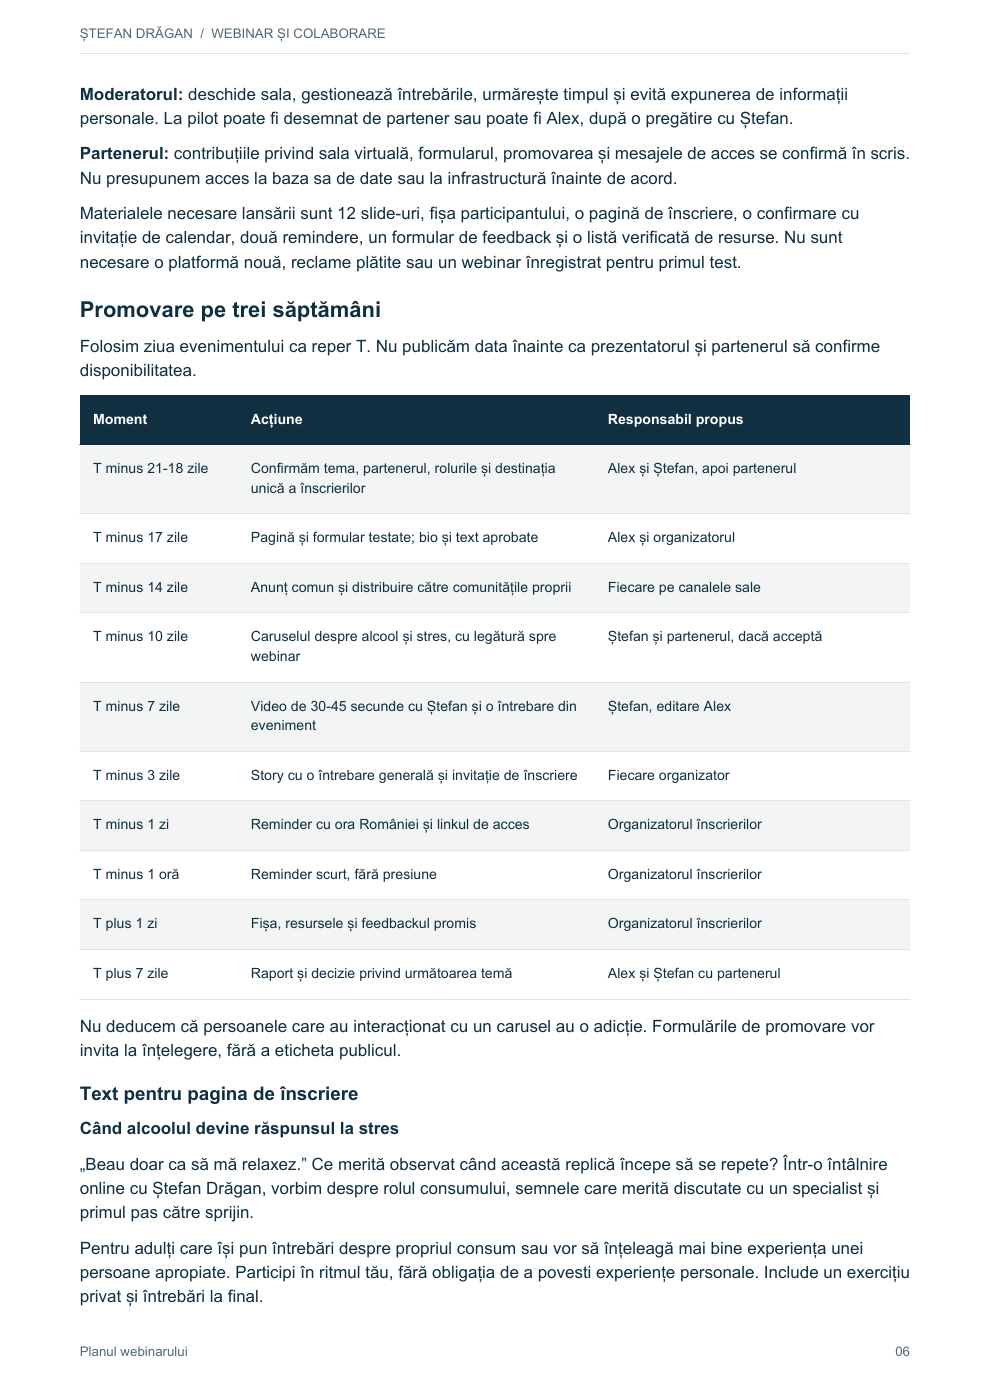 ȘTEFAN DRĂGAN / WEBINAR ȘI COLABORARE
Moderatorul: deschide sala, gestionează întrebările, urmărește timpul și evită expunerea de informații
personale. La pilot poate fi desemnat de partener sau poate fi Alex, după o pregătire cu Ștefan.
Partenerul: contribuțiile privind sala virtuală, formularul, promovarea și mesajele de acces se confirmă în scris.
Nu presupunem acces la baza sa de date sau la infrastructură înainte de acord.
Materialele necesare lansării sunt 12 slide-uri, fișa participantului, o pagină de înscriere, o confirmare cu
invitație de calendar, două remindere, un formular de feedback și o listă verificată de resurse. Nu sunt
necesare o platformă nouă, reclame plătite sau un webinar înregistrat pentru primul test.
Promovare pe trei săptămâni
Folosim ziua evenimentului ca reper T. Nu publicăm data înainte ca prezentatorul și partenerul să confirme
disponibilitatea.
Moment Acțiune Responsabil propus
T minus 21-18 zile Confirmăm tema, partenerul, rolurile și destinația Alex și Ștefan, apoi partenerul
unică a înscrierilor
T minus 17 zile Pagină și formular testate; bio și text aprobate Alex și organizatorul
T minus 14 zile Anunț comun și distribuire către comunitățile proprii Fiecare pe canalele sale
T minus 10 zile Caruselul despre alcool și stres, cu legătură spre Ștefan și partenerul, dacă acceptă
webinar
T minus 7 zile Video de 30-45 secunde cu Ștefan și o întrebare din Ștefan, editare Alex
eveniment
T minus 3 zile Story cu o întrebare generală și invitație de înscriere Fiecare organizator
T minus 1 zi Reminder cu ora României și linkul de acces Organizatorul înscrierilor
T minus 1 oră Reminder scurt, fără presiune Organizatorul înscrierilor
T plus 1 zi Fișa, resursele și feedbackul promis Organizatorul înscrierilor
T plus 7 zile Raport și decizie privind următoarea temă Alex și Ștefan cu partenerul
Nu deducem că persoanele care au interacționat cu un carusel au o adicție. Formulările de promovare vor
invita la înțelegere, fără a eticheta publicul.
Text pentru pagina de înscriere
Când alcoolul devine răspunsul la stres
„Beau doar ca să mă relaxez.” Ce merită observat când această replică începe să se repete? Într-o întâlnire
online cu Ștefan Drăgan, vorbim despre rolul consumului, semnele care merită discutate cu un specialist și
primul pas către sprijin.
Pentru adulți care își pun întrebări despre propriul consum sau vor să înțeleagă mai bine experiența unei
persoane apropiate. Participi în ritmul tău, fără obligația de a povesti experiențe personale. Include un exercițiu
privat și întrebări la final.
Planul webinarului 06